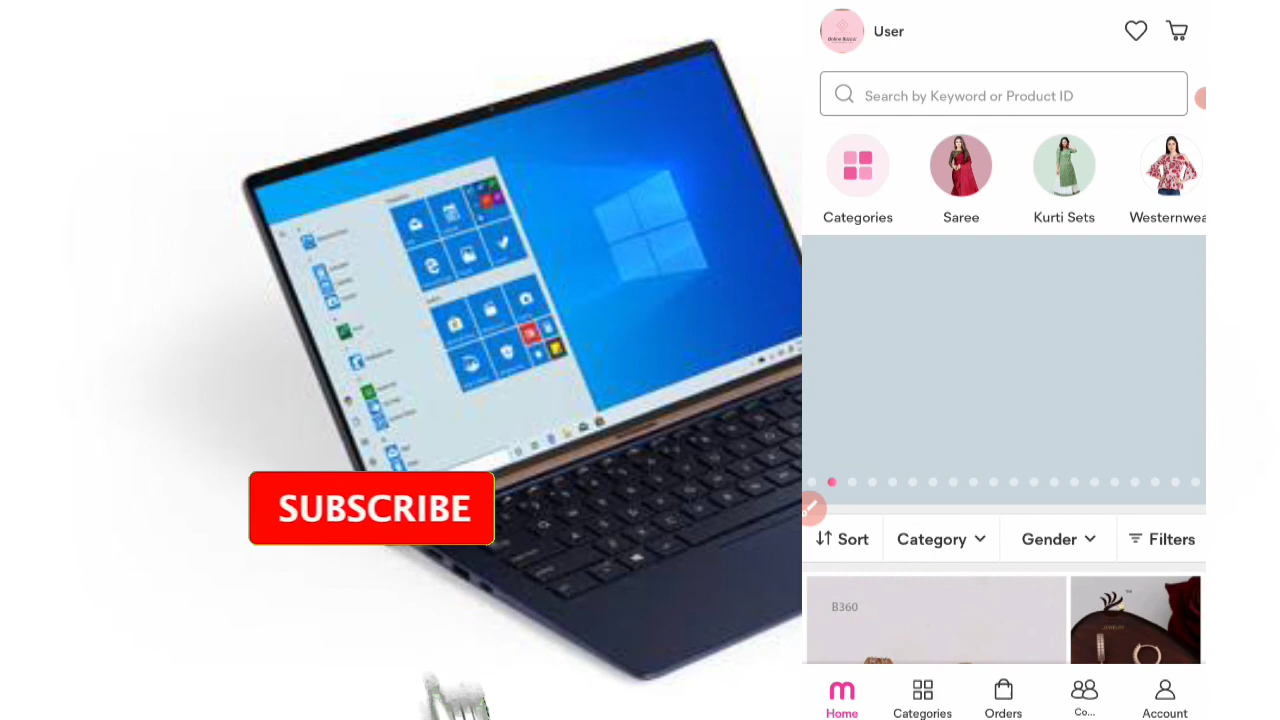 User
Search by Keyword or Product ID
Categories
Saree
Kurti Sets
Westernwea
SUBSCRIBE
Sort
Category
Gender
Filters
B360
Home
Categories
Orders
Co...
Account